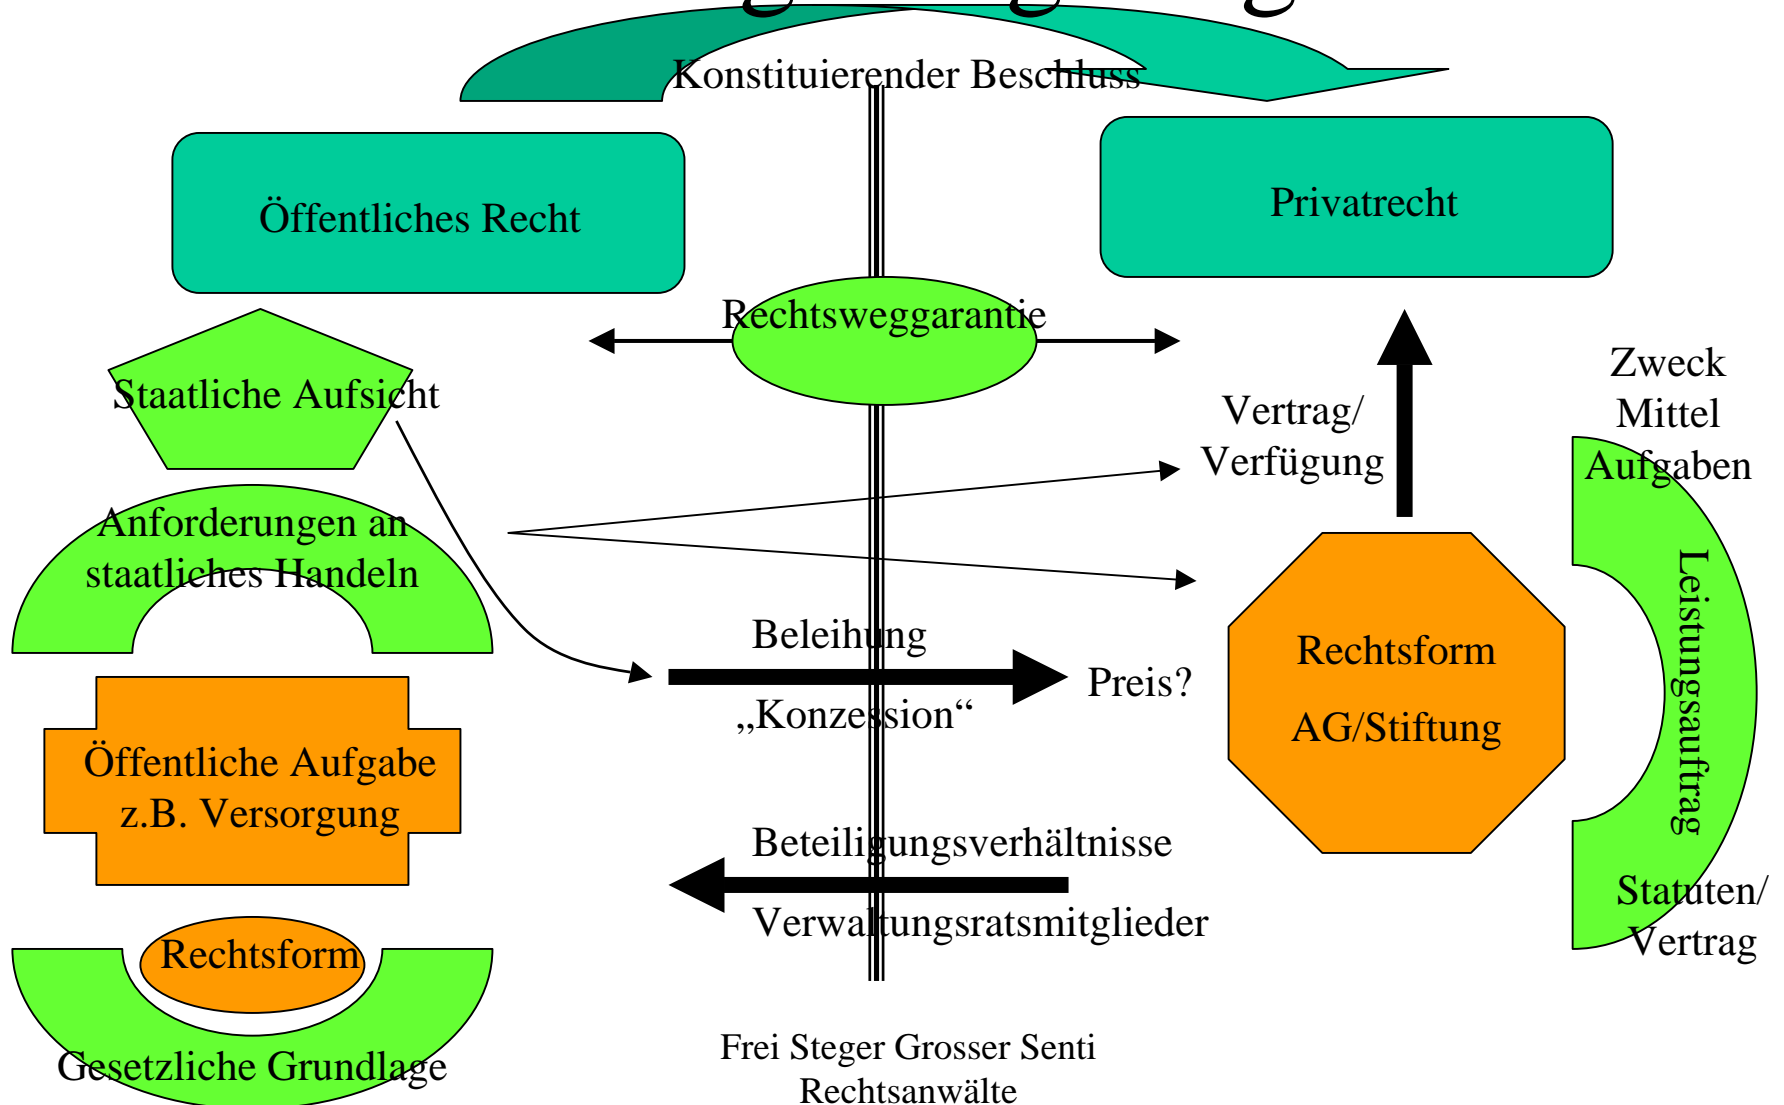 Konstituierender Beschluss
Öffentliches Recht
Privatrecht
Rechtsweggarantie
Staatliche Aufsicht
Zweck
Mittel
Aufgaben
Vertrag/
Verfügung
Anforderungen an
staatliches Handeln
Leistungsauftrag
Beleihung
„Konzession“
Preis?
Rechtsform
AG/Stiftung
Öffentliche Aufgabe
z.B. Versorgung
Beteiligungsverhältnisse
Verwaltungsratsmitglieder
Statuten/
Vertrag
Rechtsform
Gesetzliche Grundlage
Frei Steger Grosser Senti
Rechtsanwälte